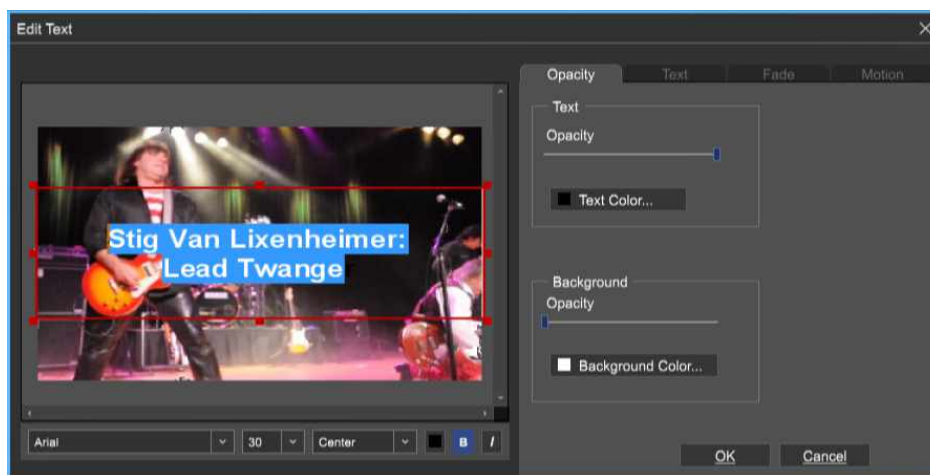 Edit Text
Opacity
Text
Fade
Motion
Text
Opacity
Text Color...
Stig Van Lixenheimer:
Lead Twange
Background
Opacity
Background Color...
Arial
30
Center
B
I
OK
Cancel